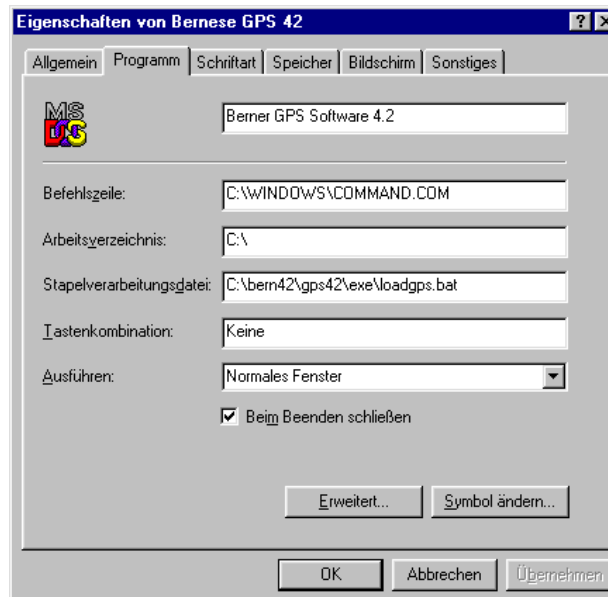 Eigenschaften von Bernese GPS 42
Allgemein Programm Schriftart Speicher Bildschirm Sonstiges
MS DOS
Berner GPS Software 4.2
Befehlszeile: C:\WINDOWS\COMMAND.COM
Arbeitsverzeichnis: C:\
Stapelverarbeitungsdatei: C:\bern42\gps42\exe\loadgps.bat
Tastenkombination: Keine
Ausführen: Normales Fenster
Beim Beenden schließen
Erweitert... Symbol ändern...
OK Abbrechen Übernehmen